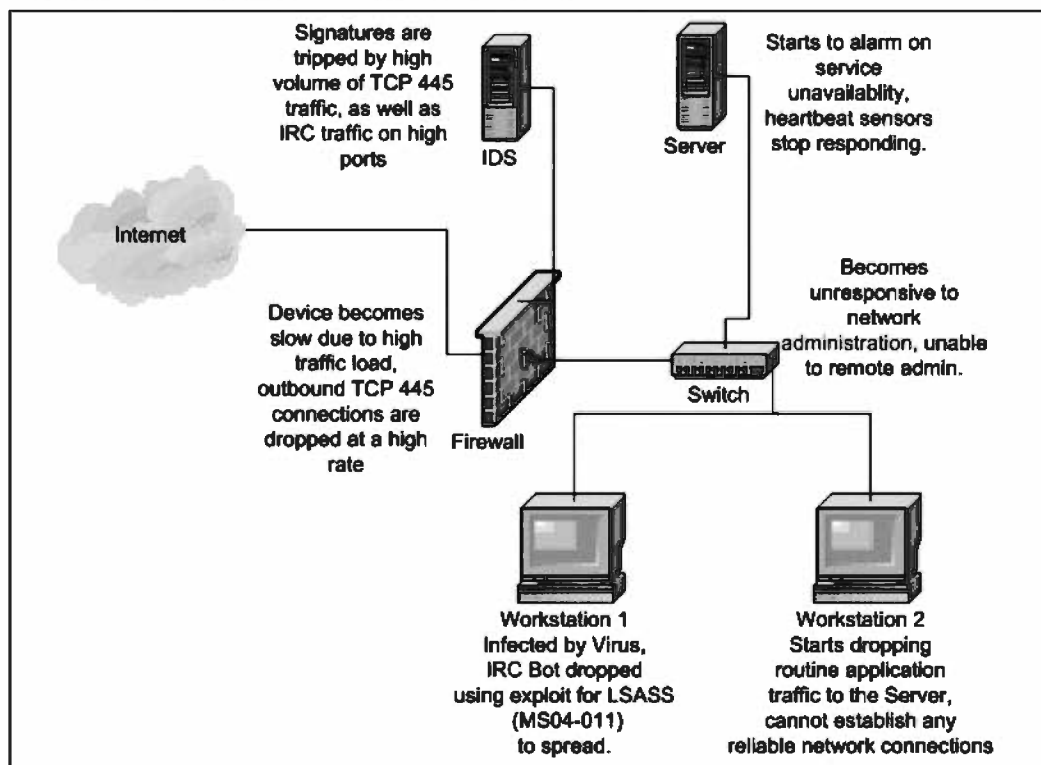 Signatures are
tripped by high
volume of TCP 445
traffic, as well as
IRC traffic on high
ports
IDS
Server
Starts to alarm on
service
unavailablity,
heartbeat sensors
stop responding.
Internet
Device becomes
slow due to high
traffic load,
outbound TCP 445
connections are
dropped at a high
rate
Firewall
Becomes
unresponsive to
network
administration, unable
to remote admin.
Switch
Workstation 1
Infected by Virus,
IRC Bot dropped
using exploit for LSASS
(MS04-011)
to spread.
Workstation 2
Starts dropping
routine application
traffic to the Server,
cannot establish any
reliable network connections